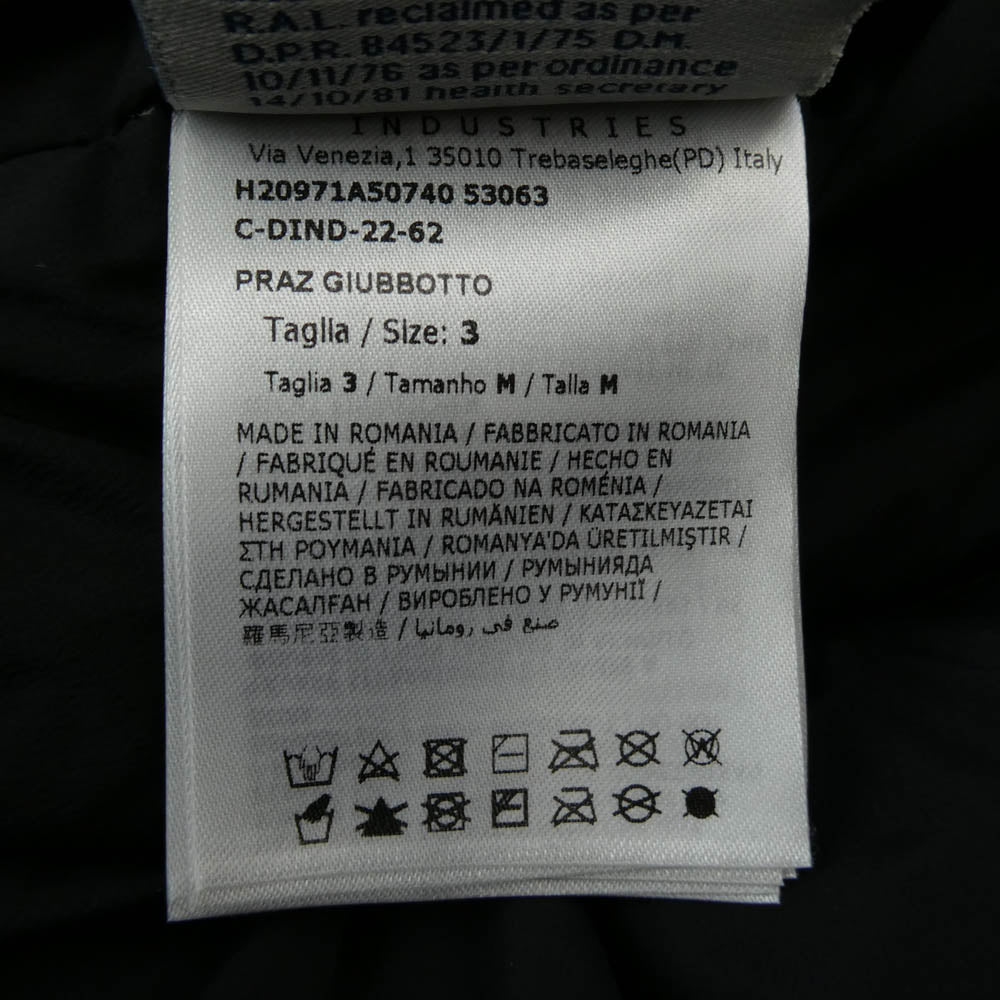 R.A.L. reclaimed as per
D.P.R. 84523/1/75 D.M.
10/11/76 as per ordinance
14/10/81 health secretary
INDUSTRIES
Via Venezia,1 35010 Trebaseleghe(PD) Italy
H20971A50740 53063
C-DIND-22-62
PRAZ GIUBBOTTO
Taglia / Size: 3
Taglia 3 / Tamanho M / Talla M
MADE IN ROMANIA / FABBRICATO IN ROMANIA
/ FABRIQUÉ EN ROUMANIE / HECHO EN
RUMANIA / FABRICADO NA ROMÉNIA /
HERGESTELLT IN RUMÄNIEN / ΚΑΤΑΣΚΕΥΑΖΕΤΑΙ
ΣΤΗ ΡΟΥΜΑΝΙΑ / ROMANYA'DA ÜRETILMIŞTIR /
СДЕЛАНО В РУМЫНИИ / РУМЫНИЯДА
ЖАСАЛҒАН / ВИРОБЛЕНО У РУМУНІЇ /
羅馬尼亞製造 / صنع في رومانيا